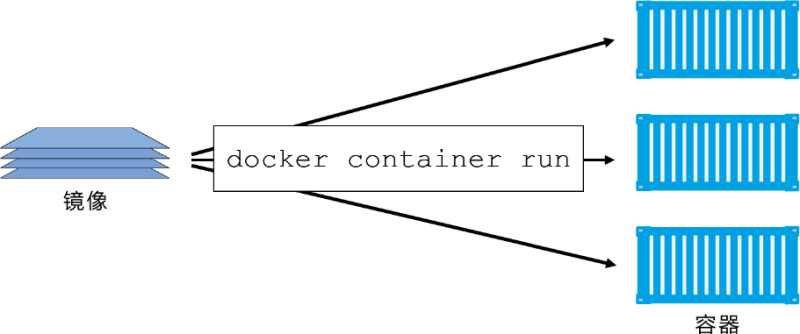 docker container run
镜像
容器